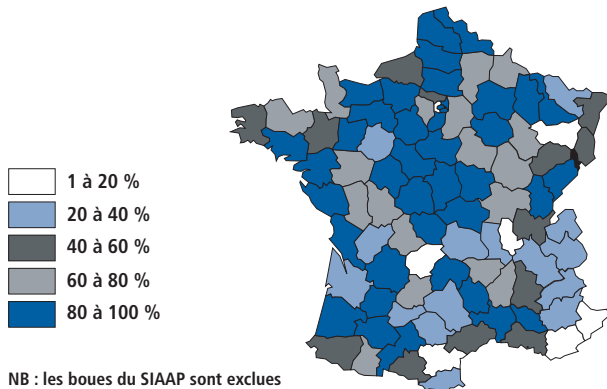 1 à 20 %
20 à 40 %
40 à 60 %
60 à 80 %
80 à 100 %
NB : les boues du SIAAP sont exclues